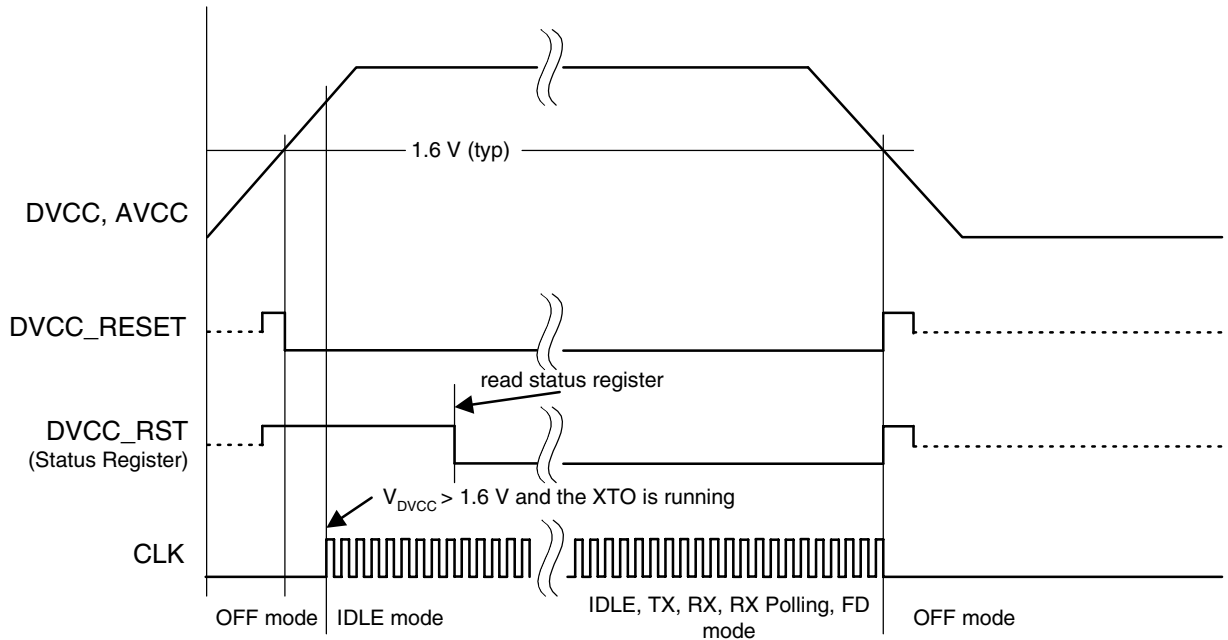 1.6 V (typ)
DVCC, AVCC
DVCC_RESET
read status register
DVCC_RST
(Status Register)
VDVCC > 1.6 V and the XTO is running
CLK
OFF mode
IDLE mode
IDLE, TX, RX, RX Polling, FD
mode
OFF mode